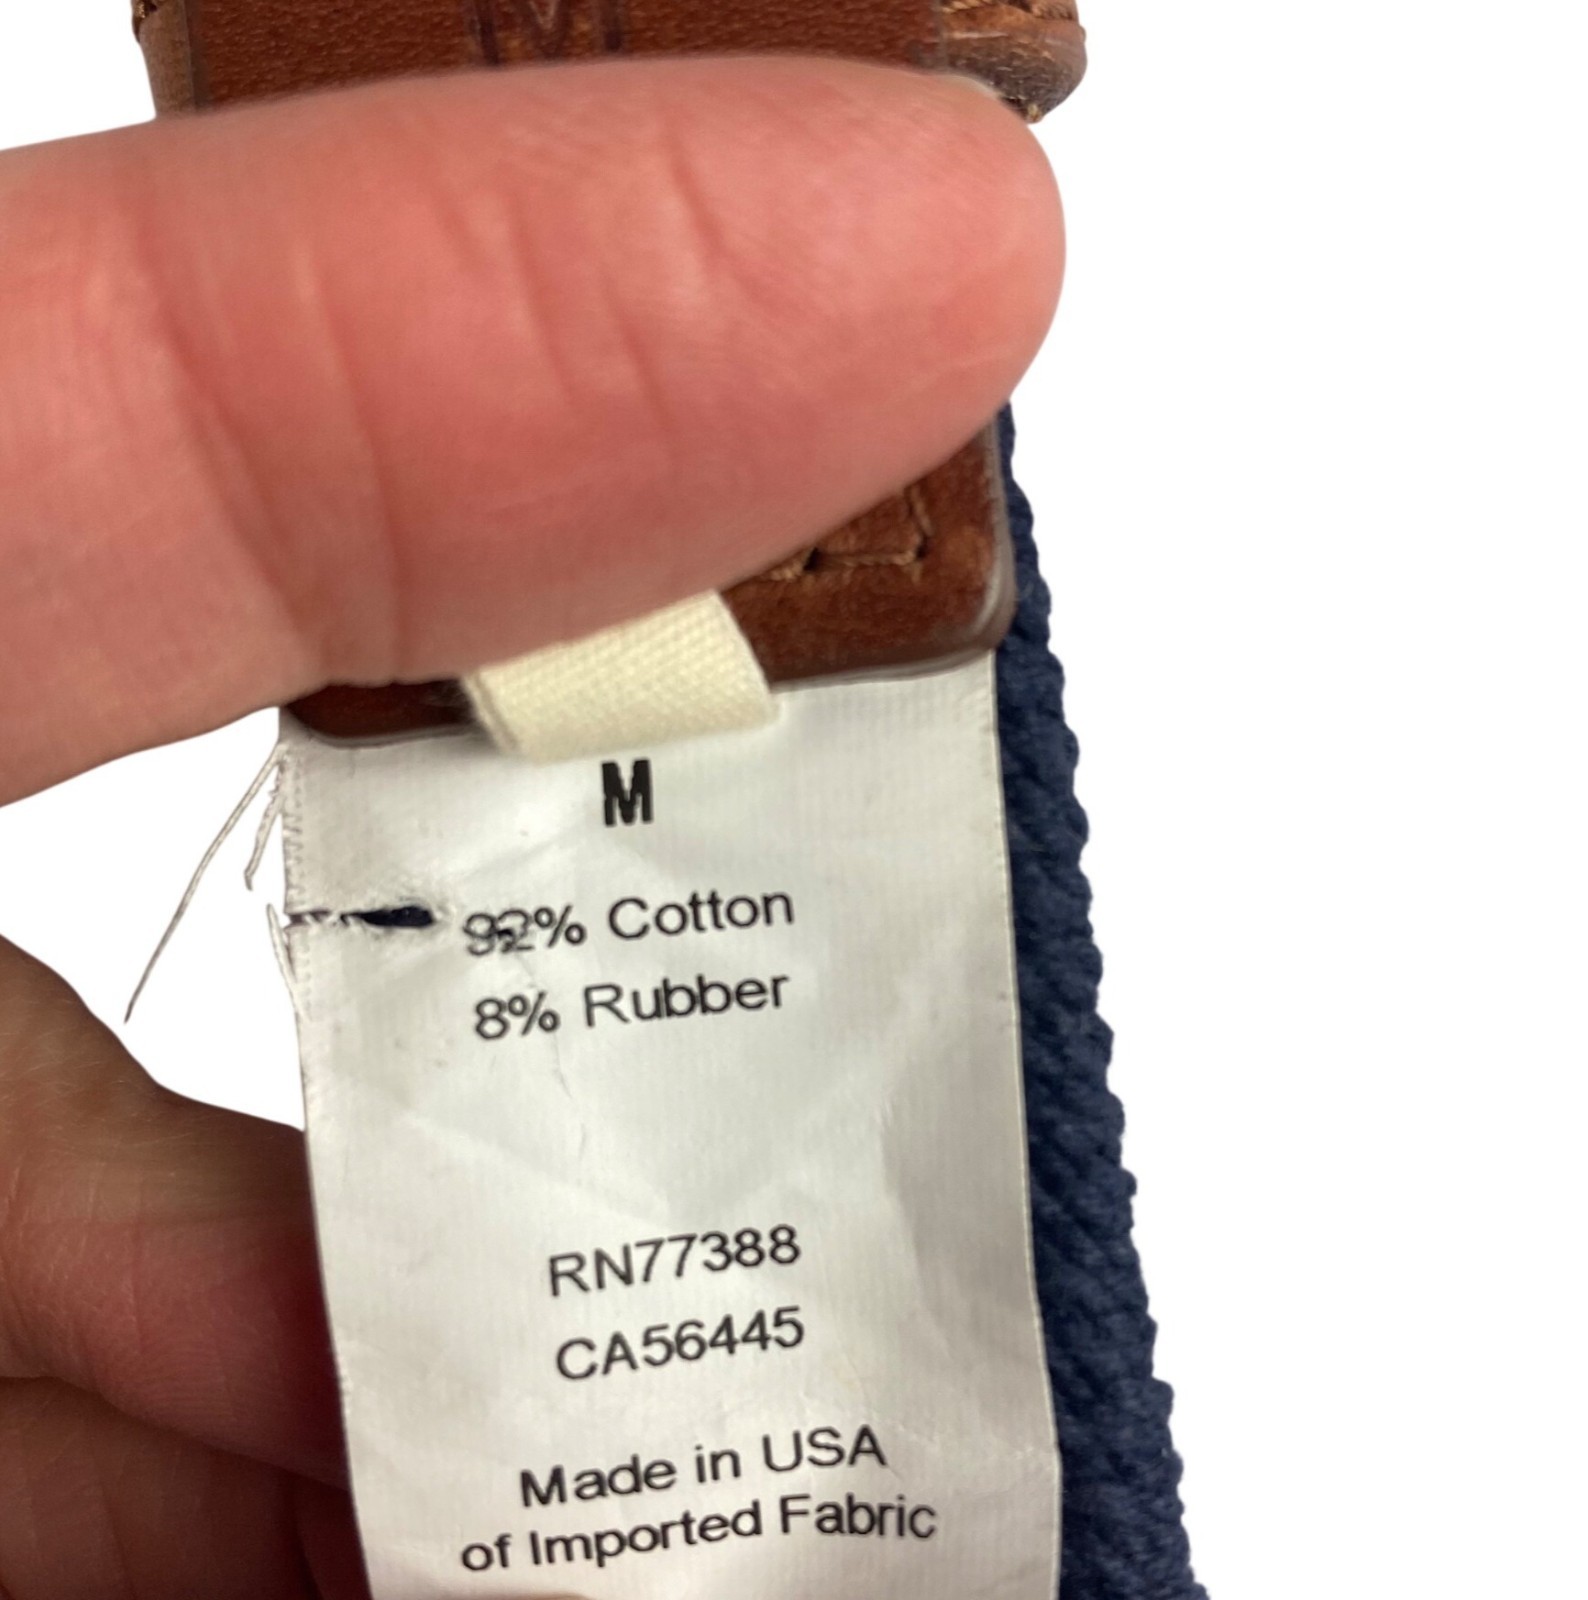 M
M
92% Cotton
8% Rubber
RN77388
CA56445
Made in USA
of Imported Fabric